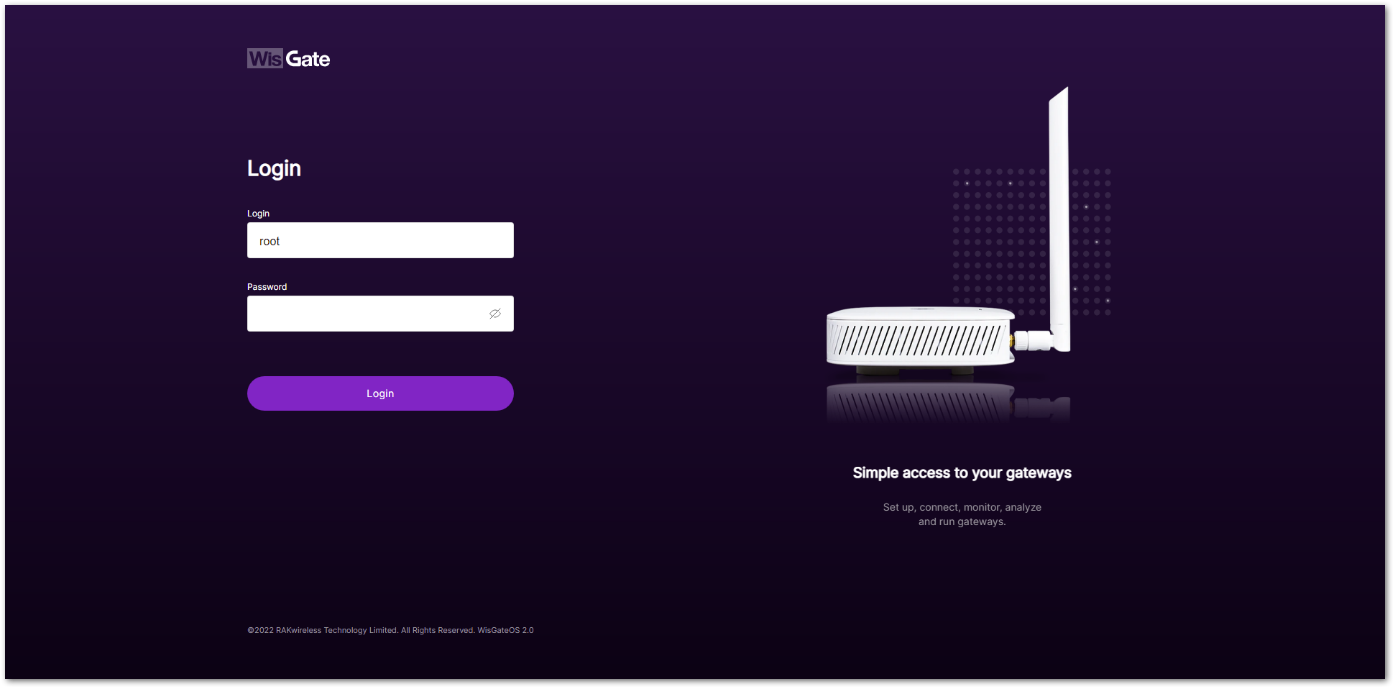 WisGate
Login
Login
root
Password
Login
Simple access to your gateways
Set up, connect, monitor, analyze
and run gateways.
©2022 RAKwireless Technology Limited. All Rights Reserved. WisGateOS 2.0